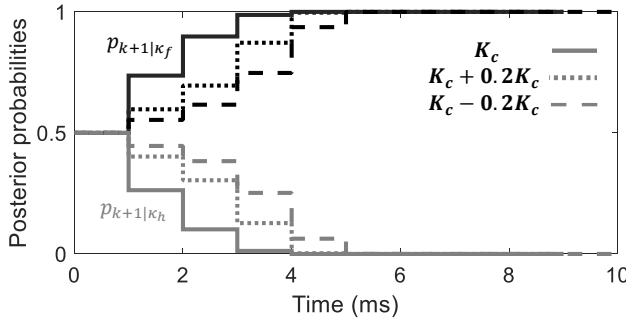 Posterior probabilities
1
0.5
0
p_{k+1|κ_f}
p_{k+1|κ_h}
K_c
K_c + 0.2K_c
K_c − 0.2K_c
0 2 4 6 8 10
Time (ms)